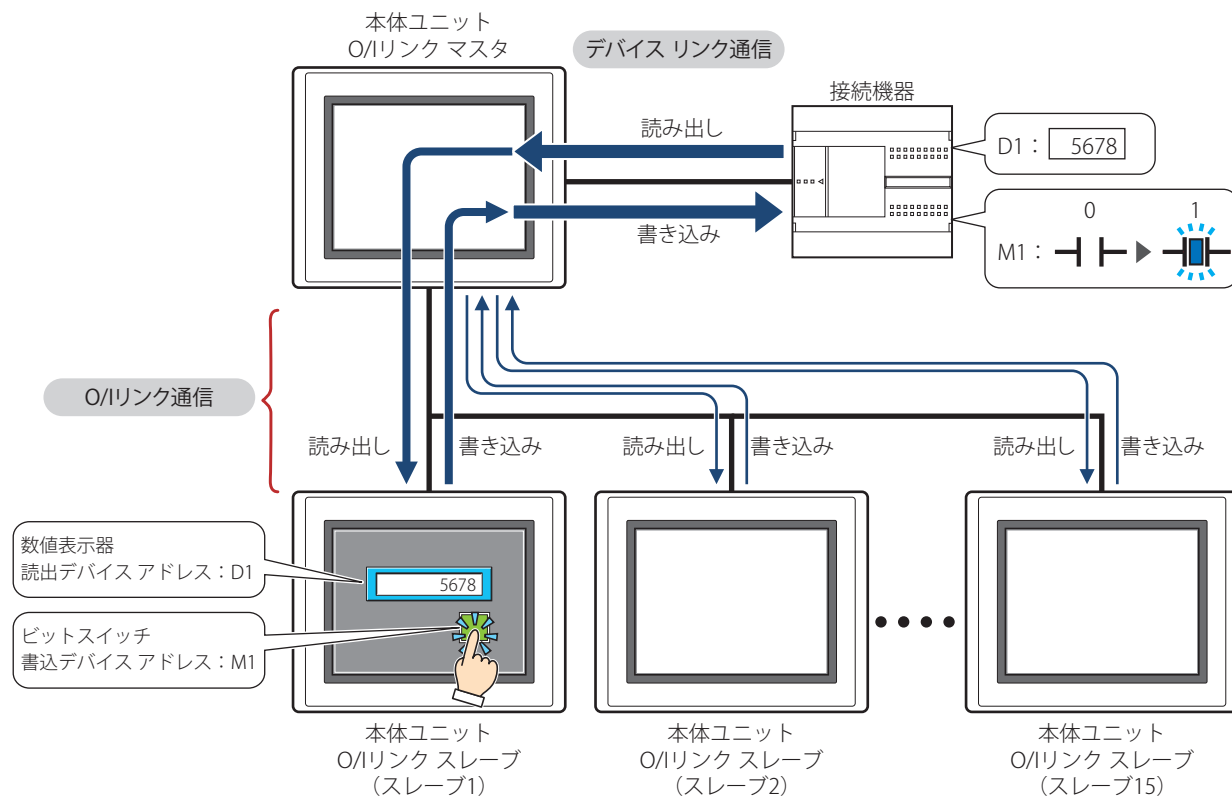 本体ユニット
O/Iリンク マスタ
デバイス リンク通信
接続機器
読み出し
書き込み
D1： 5678
0 1
M1：
O/Iリンク通信
読み出し 書き込み
読み出し 書き込み
読み出し 書き込み
数値表示器
読出デバイス アドレス：D1
5678
ビットスイッチ
書込デバイス アドレス：M1
本体ユニット
O/Iリンク スレーブ
（スレーブ1）
本体ユニット
O/Iリンク スレーブ
（スレーブ2）
本体ユニット
O/Iリンク スレーブ
（スレーブ15）